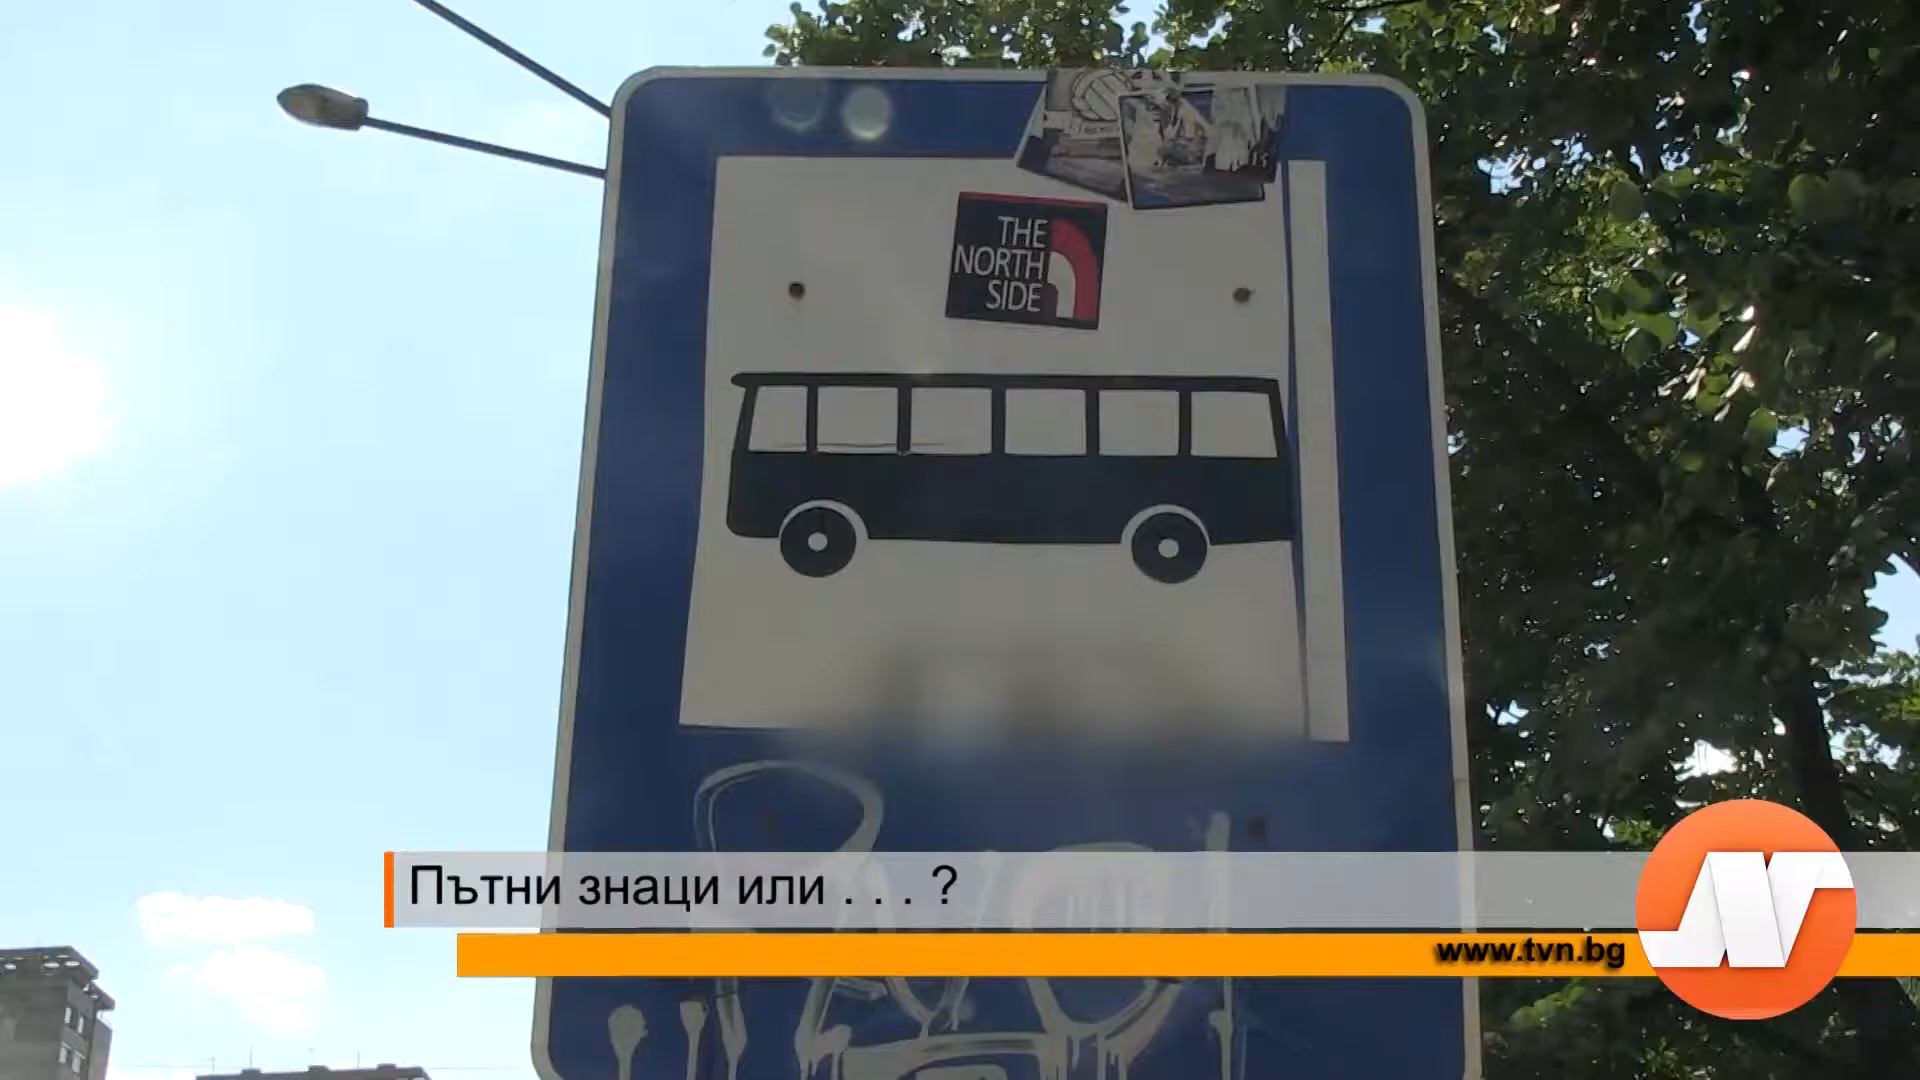 THE
NORTH
SIDE
Пътни знаци или . . . ?
www.tvn.bg